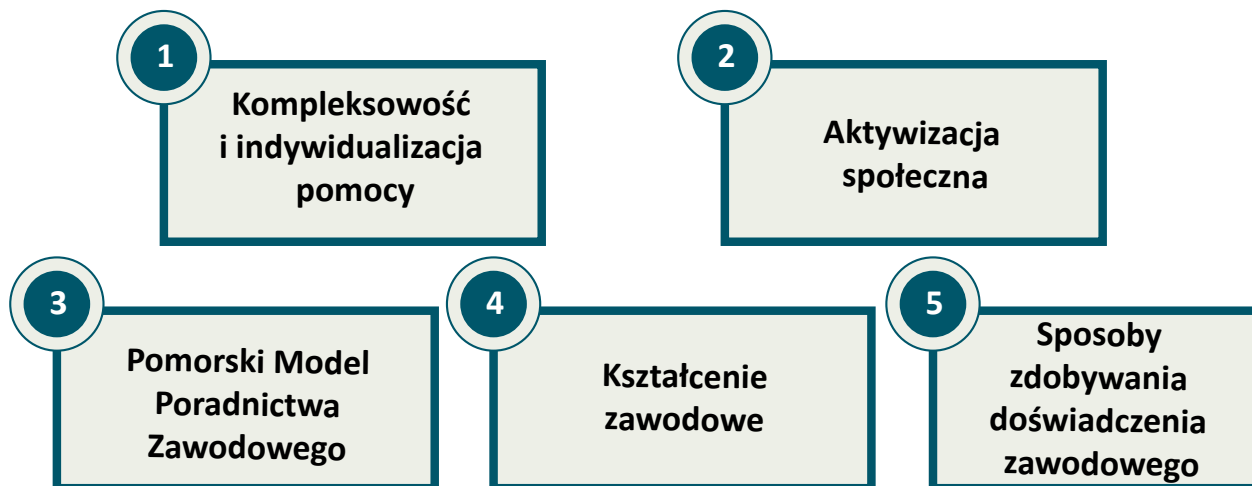 1
Kompleksowość
i indywidualizacja
pomocy
2
Aktywizacja
społeczna
3
Pomorski Model
Poradnictwa
Zawodowego
4
Kształcenie
zawodowe
5
Sposoby
zdobywania
doświadczenia
zawodowego